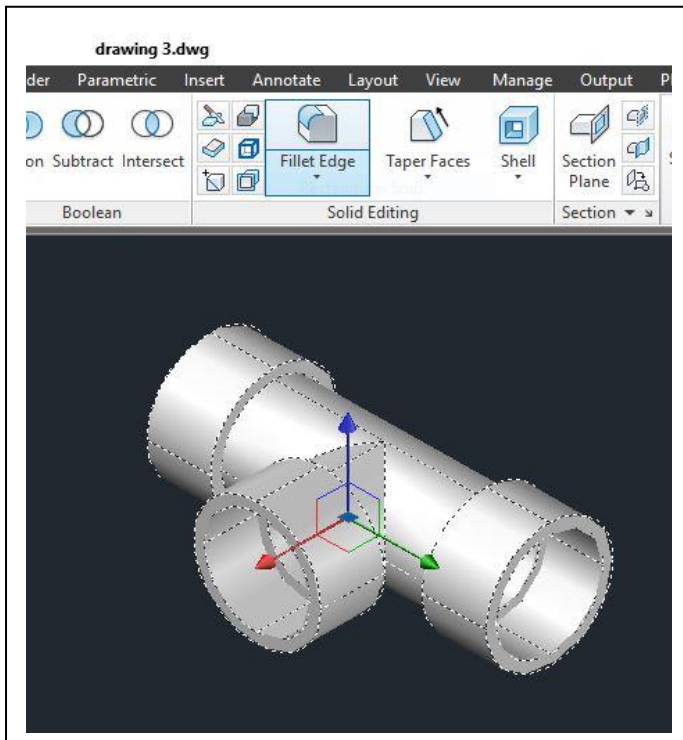 drawing 3.dwg
der Parametric Insert Annotate Layout View Manage Output Pl
on Subtract Intersect Fillet Edge Taper Faces Shell Section
Plane
Boolean Solid Editing Section